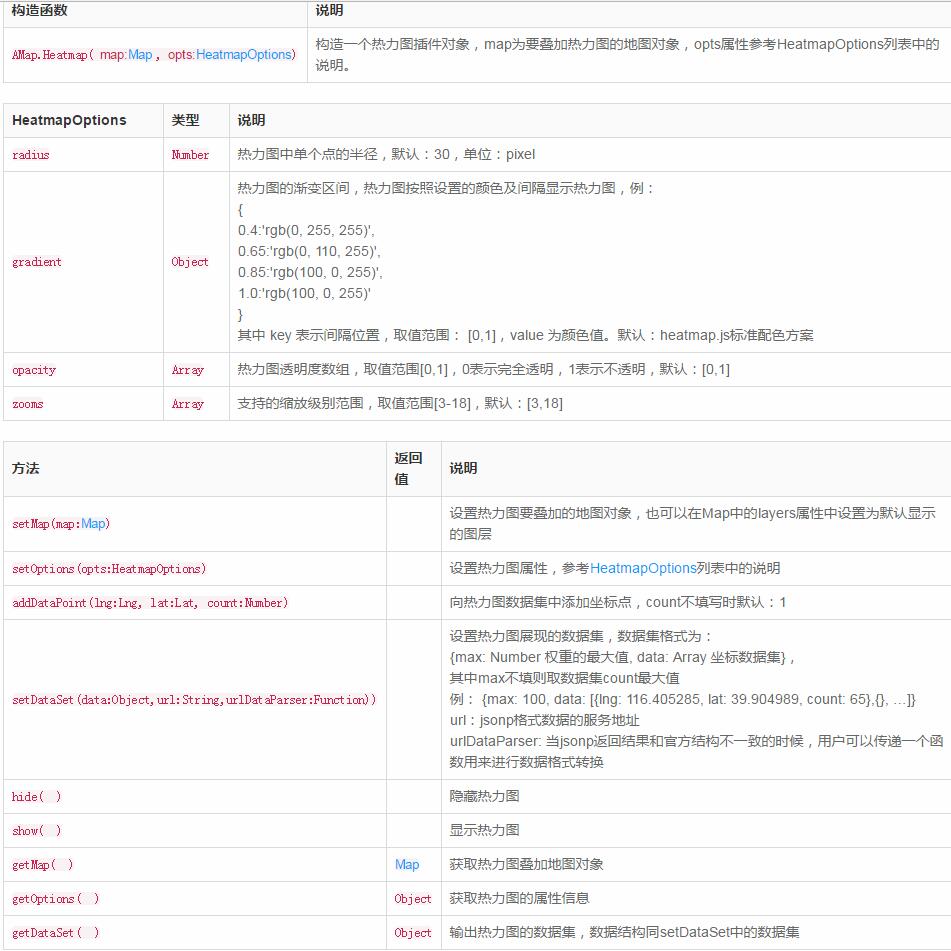 构造函数 说明
AMap.Heatmap( map:Map, opts:HeatmapOptions) 构造一个热力图插件对象，map为要叠加热力图的地图对象，opts属性参考HeatmapOptions列表中的
说明。
HeatmapOptions 类型 说明
radius Number 热力图中单个点的半径，默认：30，单位：pixel
热力图的渐变区间，热力图按照设置的颜色及间隔显示热力图，例：
{
0.4:'rgb(0, 255, 255)',
0.65:'rgb(0, 110, 255)',
gradient Object 0.85:'rgb(100, 0, 255)',
1.0:'rgb(100, 0, 255)'
}
其中 key 表示间隔位置，取值范围： [0,1]，value 为颜色值。默认：heatmap.js标准配色方案
opacity Array 热力图透明度数组，取值范围[0,1]，0表示完全透明，1表示不透明，默认：[0,1]
zooms Array 支持的缩放级别范围，取值范围[3-18]，默认：[3,18]
方法 返回值 说明
setMap(map:Map) 设置热力图要叠加的地图对象，也可以在Map中的layers属性中设置为默认显示
的图层
setOptions(opts:HeatmapOptions) 设置热力图属性，参考HeatmapOptions列表中的说明
addDataPoint(lng:Lng, lat:Lat, count:Number) 向热力图数据集中添加坐标点，count不填写时默认：1
设置热力图展现的数据集，数据集格式为：
{max: Number 权重的最大值, data: Array 坐标数据集}，
其中max不填则取数据集count最大值
setDataSet(data:Object,url:String,urlDataParser:Function)) 例： {max: 100, data: [{lng: 116.405285, lat: 39.904989, count: 65},{}, …]}
url：jsonp格式数据的服务地址
urlDataParser: 当jsonp返回结果和官方结构不一致的时候，用户可以传递一个函
数用来进行数据格式转换
hide( ) 隐藏热力图
show( ) 显示热力图
getMap( ) Map 获取热力图叠加地图对象
getOptions( ) Object 获取热力图的属性信息
getDataSet( ) Object 输出热力图的数据集，数据结构同setDataSet中的数据集